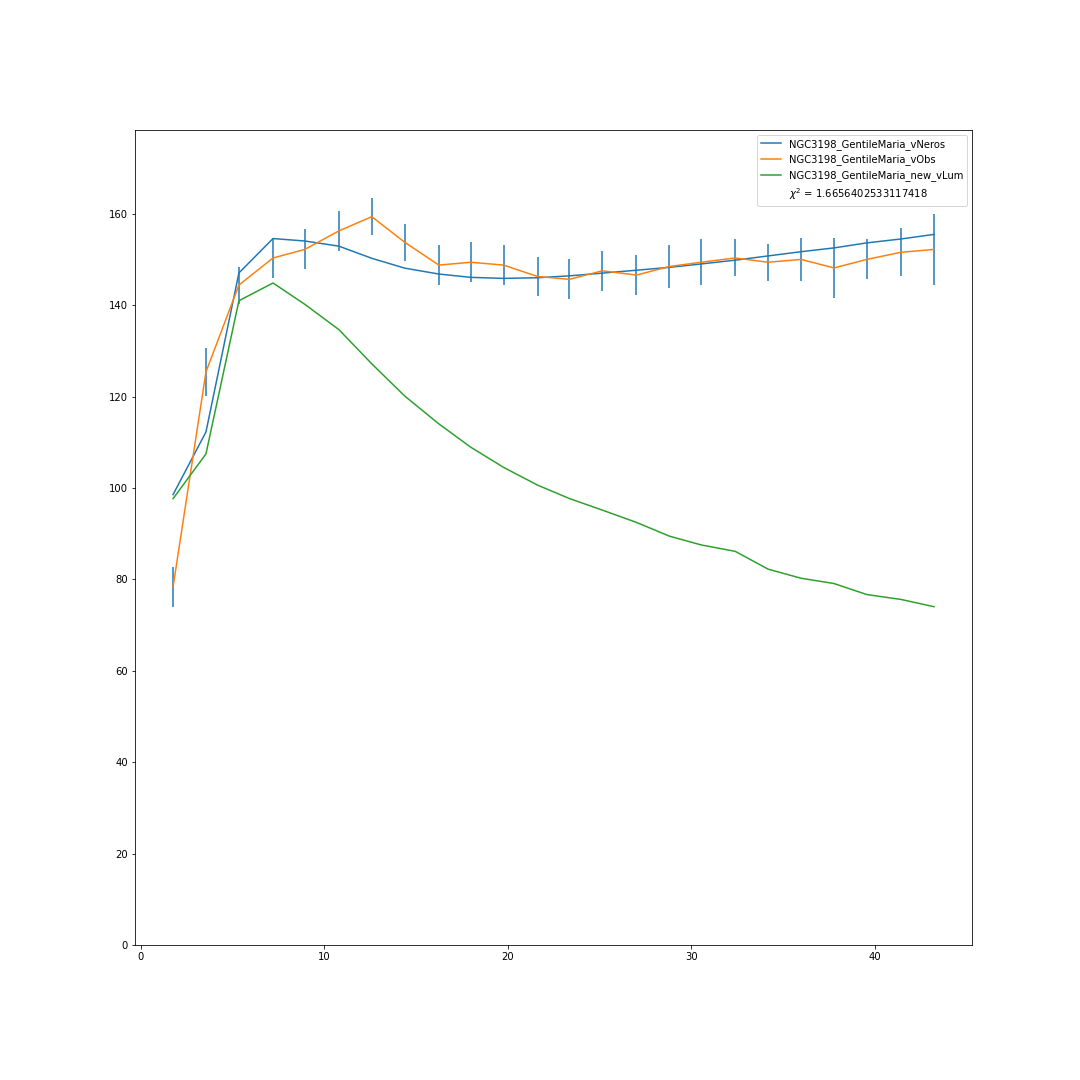 NGC3198_GentileMaria_vNeros
NGC3198_GentileMaria_vObs
NGC3198_GentileMaria_new_vLum
χ² = 1.6656402533117418
160
140
120
100
80
60
40
20
0
0 10 20 30 40